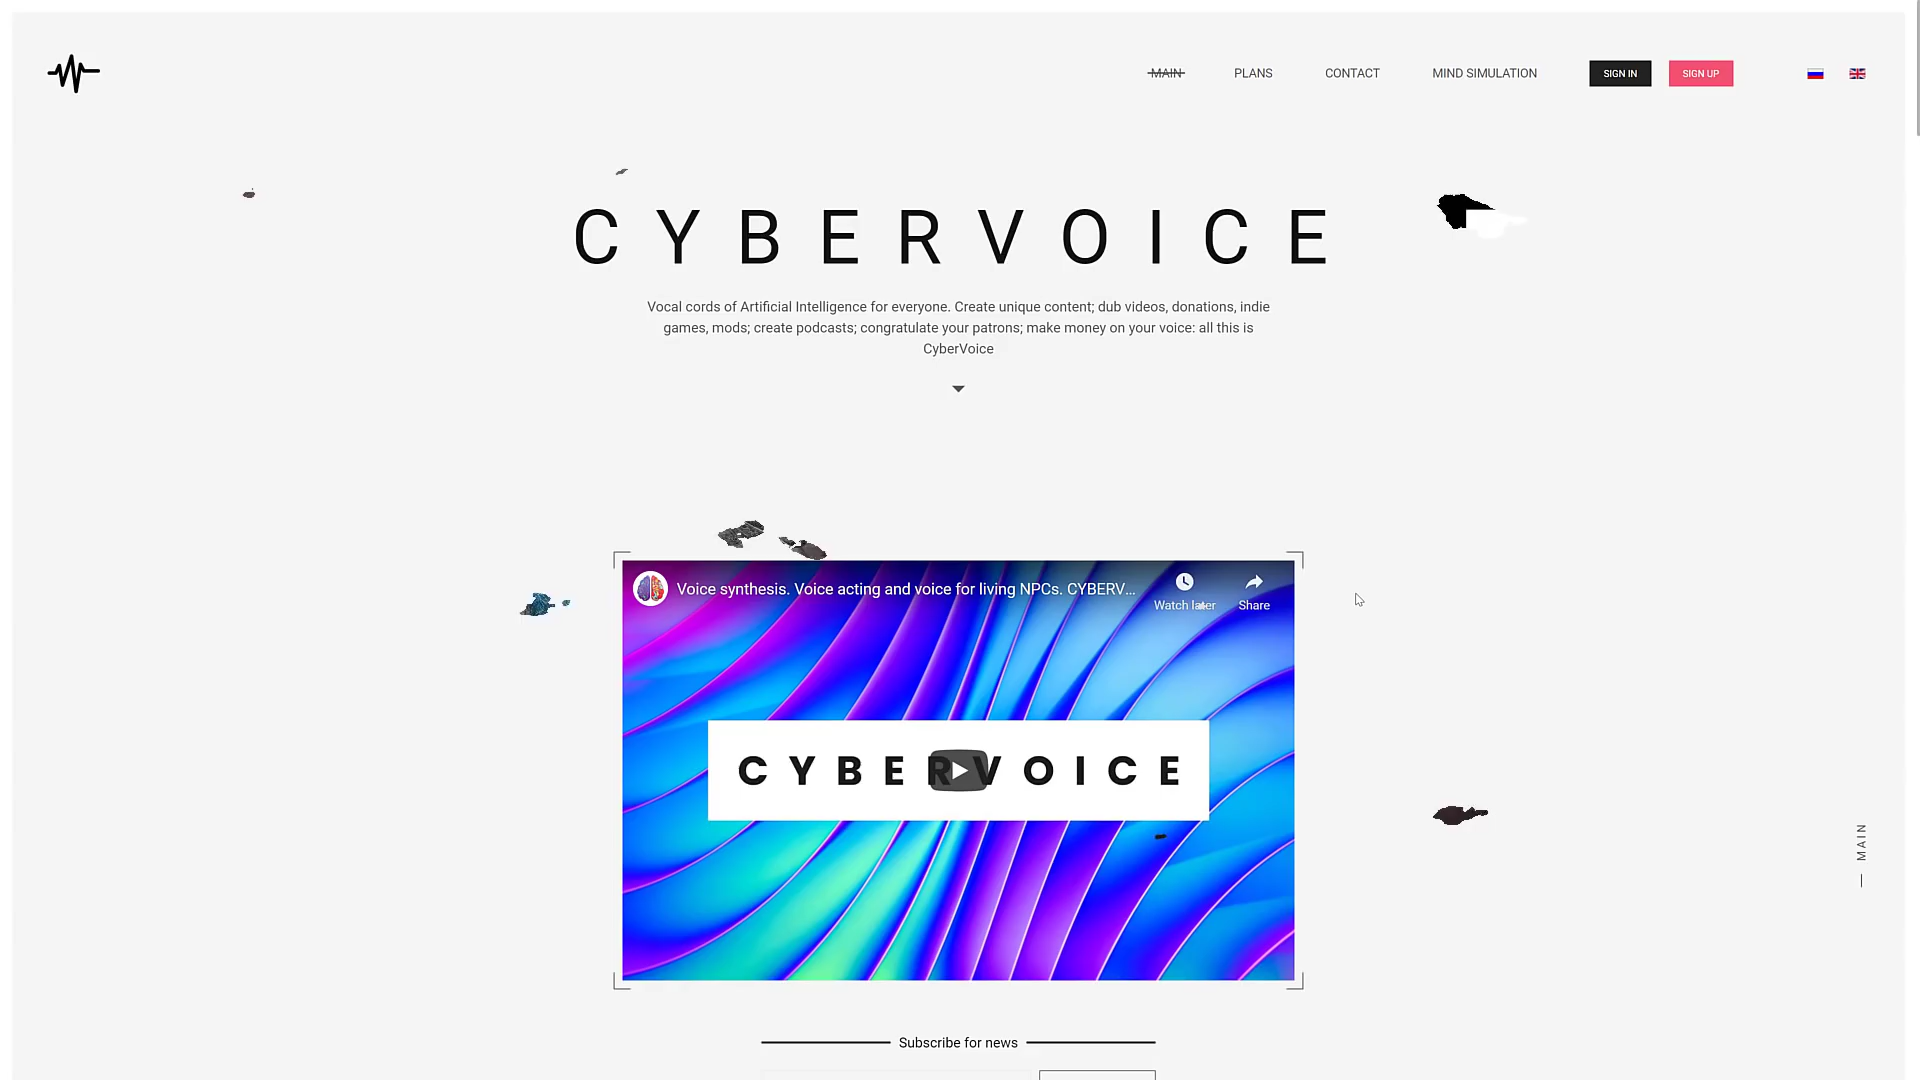 MAIN PLANS CONTACT MIND SIMULATION SIGN IN SIGN UP
CYBERVOICE
Vocal cords of Artificial Intelligence for everyone. Create unique content; dub videos, donations, indie
games, mods; create podcasts; congratulate your patrons; make money on your voice: all this is
CyberVoice
Voice synthesis. Voice acting and voice for living NPCs. CYBERV...
Watch later Share
CYBERVOICE
MAIN
Subscribe for news